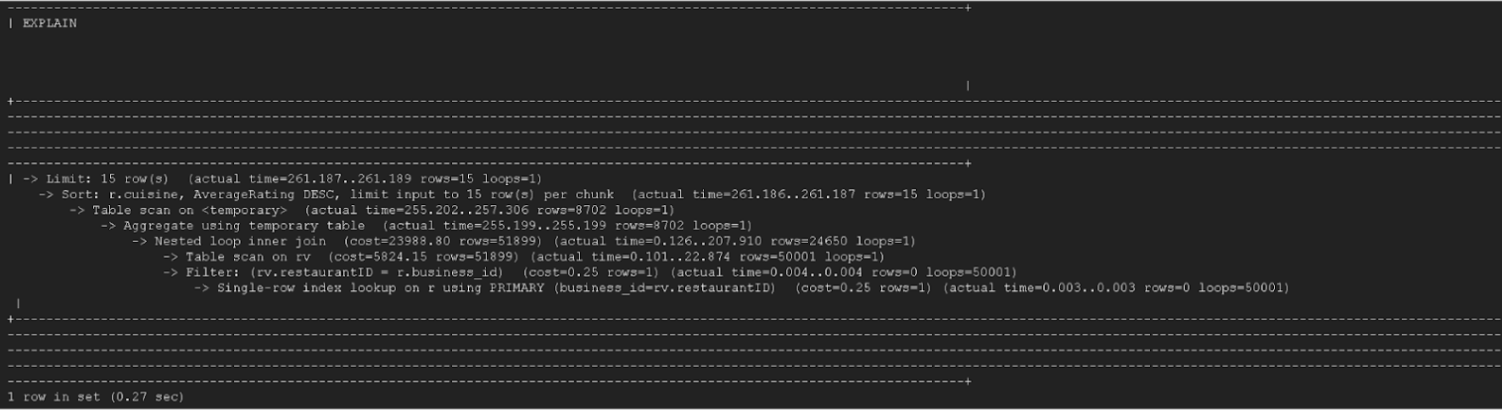 | EXPLAIN
|
| -> Limit: 15 row(s)  (actual time=261.187..261.189 rows=15 loops=1)
    -> Sort: r.cuisine, AverageRating DESC, limit input to 15 row(s) per chunk  (actual time=261.186..261.187 rows=15 loops=1)
        -> Table scan on <temporary>  (actual time=255.202..257.306 rows=8702 loops=1)
            -> Aggregate using temporary table  (actual time=255.199..255.199 rows=8702 loops=1)
                -> Nested loop inner join  (cost=23988.80 rows=51899) (actual time=0.126..207.910 rows=24650 loops=1)
                    -> Table scan on rv  (cost=5824.15 rows=51899) (actual time=0.101..22.874 rows=50001 loops=1)
                    -> Filter: (rv.restaurantID = r.business_id)  (cost=0.25 rows=1) (actual time=0.004..0.004 rows=0 loops=50001)
                        -> Single-row index lookup on r using PRIMARY (business_id=rv.restaurantID)  (cost=0.25 rows=1) (actual time=0.003..0.003 rows=0 loops=50001)
|
1 row in set (0.27 sec)